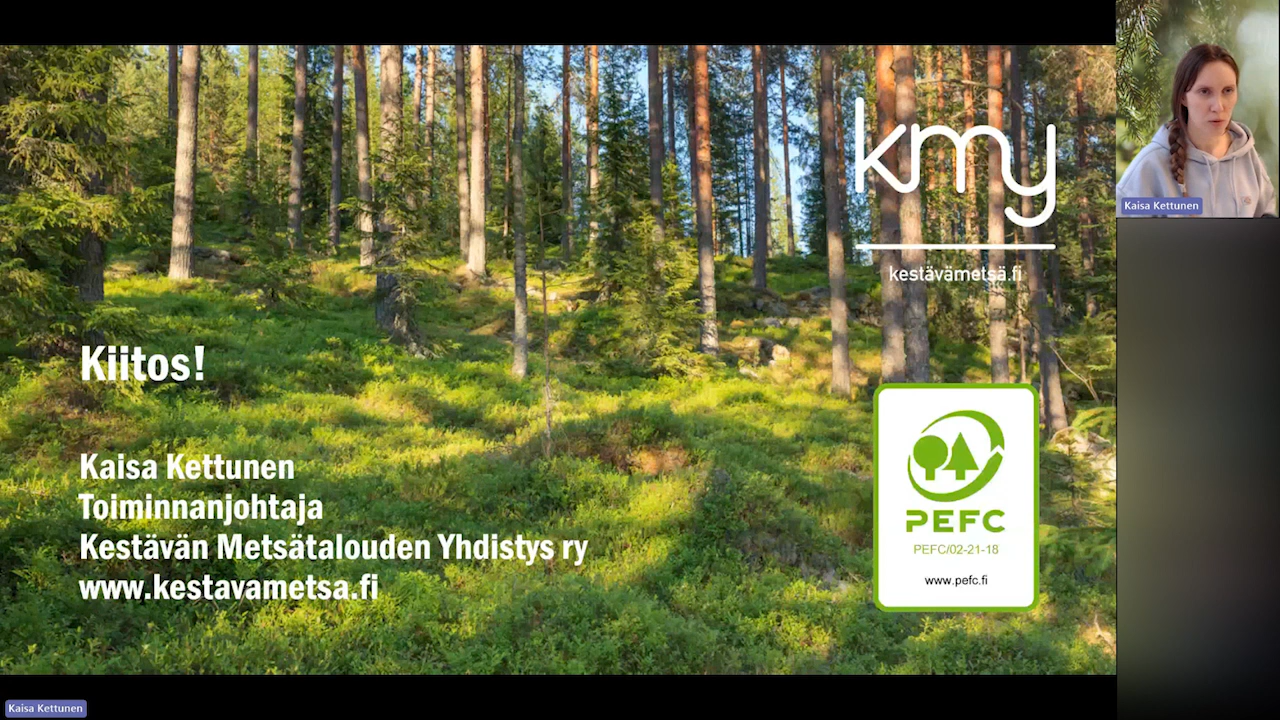 kmy
kestävämetsä.fi
Kiitos!
Kaisa Kettunen
Toiminnanjohtaja
Kestävän Metsätalouden Yhdistys ry
www.kestavametsa.fi
PEFC
PEFC/02-21-18
www.pefc.fi
Kaisa Kettunen
Kaisa Kettunen